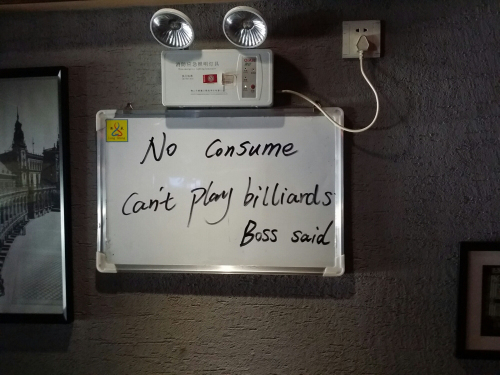 No Consume
Can't play billiards
Boss said